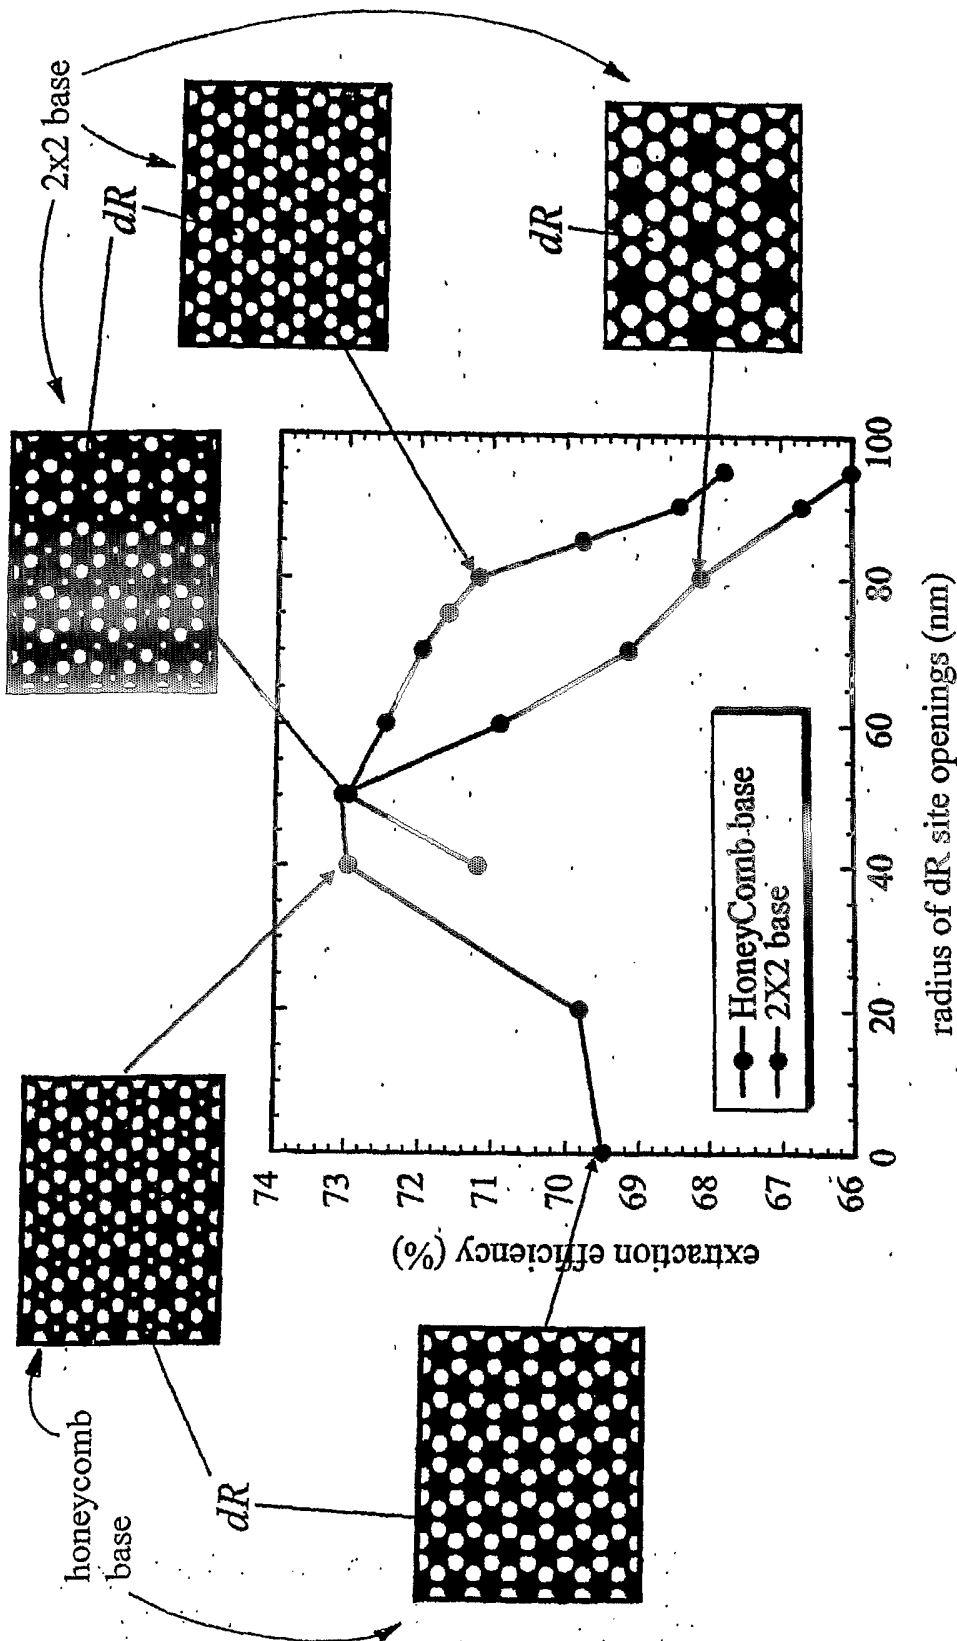 honeycomb
base
2x2 base
dR
dR
dR
extraction efficiency (%)
74
73
72
71
70
69
68
67
66
0
20
40
60
80
100
radius of dR site openings (nm)
HoneyComb base
2X2 base